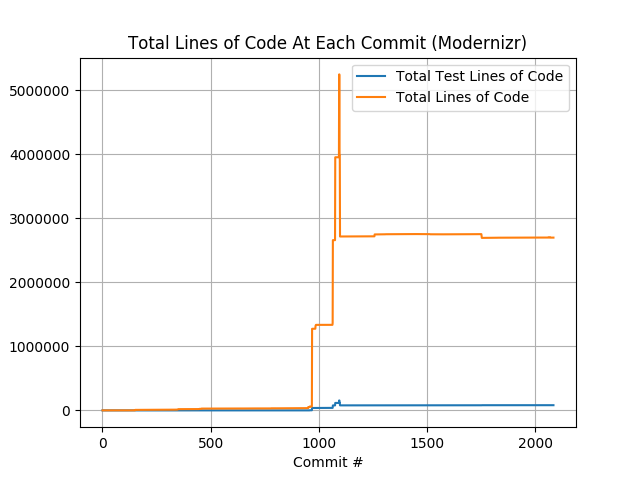 Total Lines of Code At Each Commit (Modernizr)
Total Test Lines of Code
Total Lines of Code
5000000
4000000
3000000
2000000
1000000
0
0 500 1000 1500 2000
Commit #